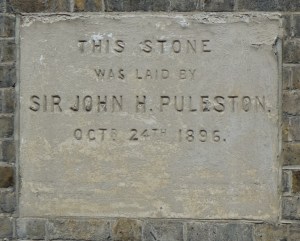 THIS STONE
WAS LAID BY
SIR JOHN H. PULESTON.
OCTR 24TH 1896.